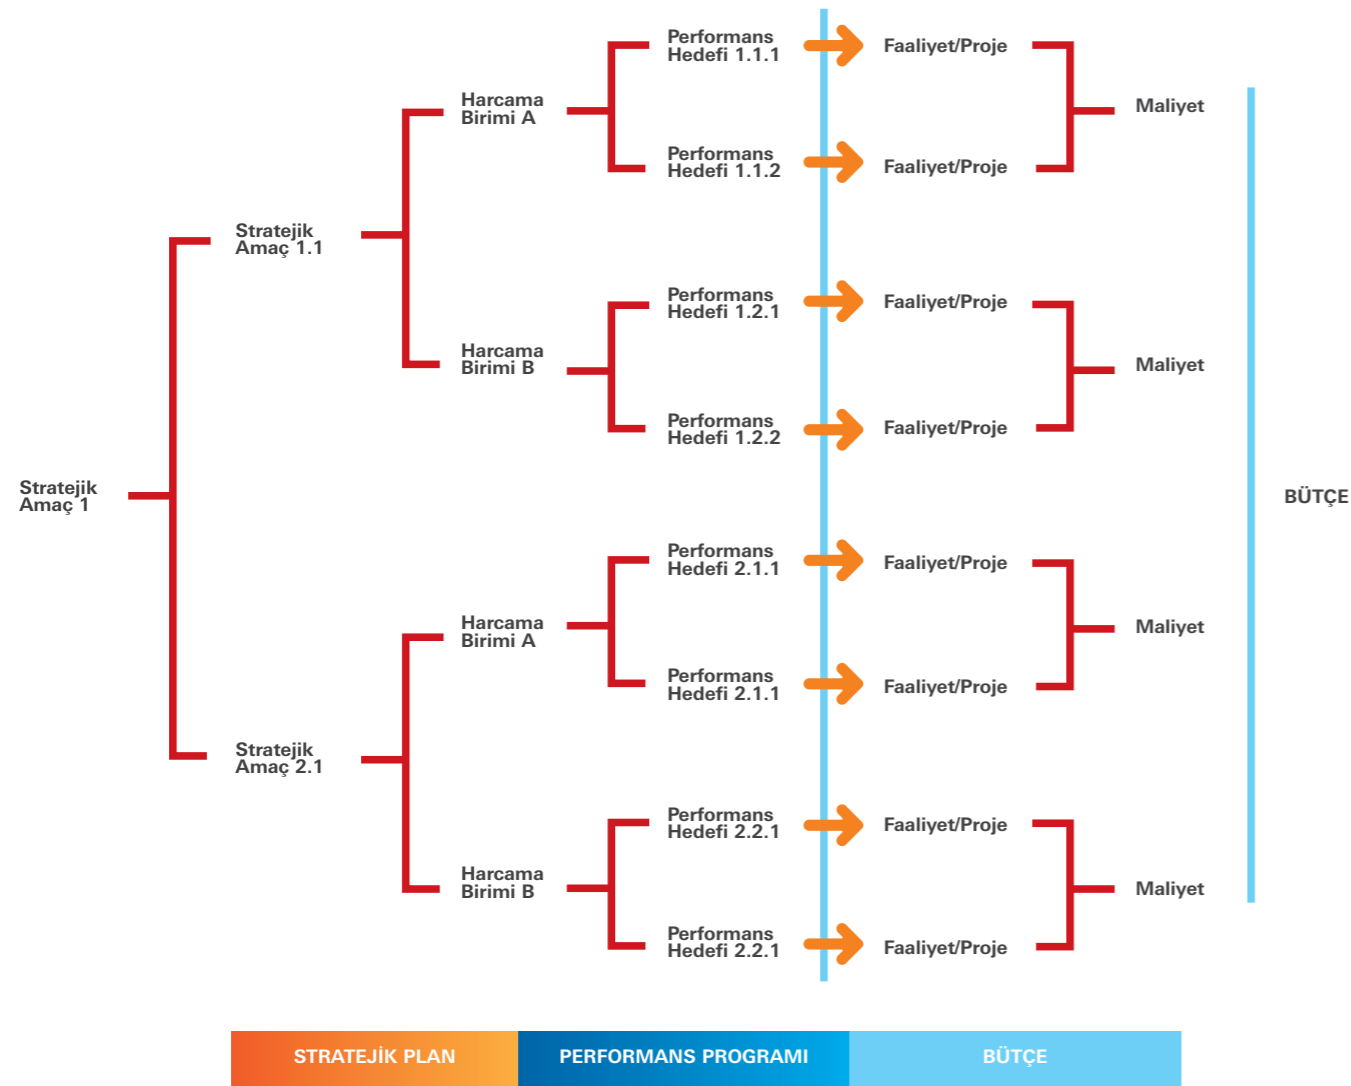 Stratejik
Amaç 1
Stratejik
Amaç 1.1
Harcama
Birimi A
Performans
Hedefi 1.1.1
Faaliyet/Proje
Performans
Hedefi 1.1.2
Faaliyet/Proje
Maliyet
Harcama
Birimi B
Performans
Hedefi 1.2.1
Faaliyet/Proje
Performans
Hedefi 1.2.2
Faaliyet/Proje
Maliyet
Stratejik
Amaç 2.1
Harcama
Birimi A
Performans
Hedefi 2.1.1
Faaliyet/Proje
Performans
Hedefi 2.1.1
Faaliyet/Proje
Maliyet
Harcama
Birimi B
Performans
Hedefi 2.2.1
Faaliyet/Proje
Performans
Hedefi 2.2.1
Faaliyet/Proje
Maliyet
BÜTÇE
STRATEJİK PLAN
PERFORMANS PROGRAMI
BÜTÇE